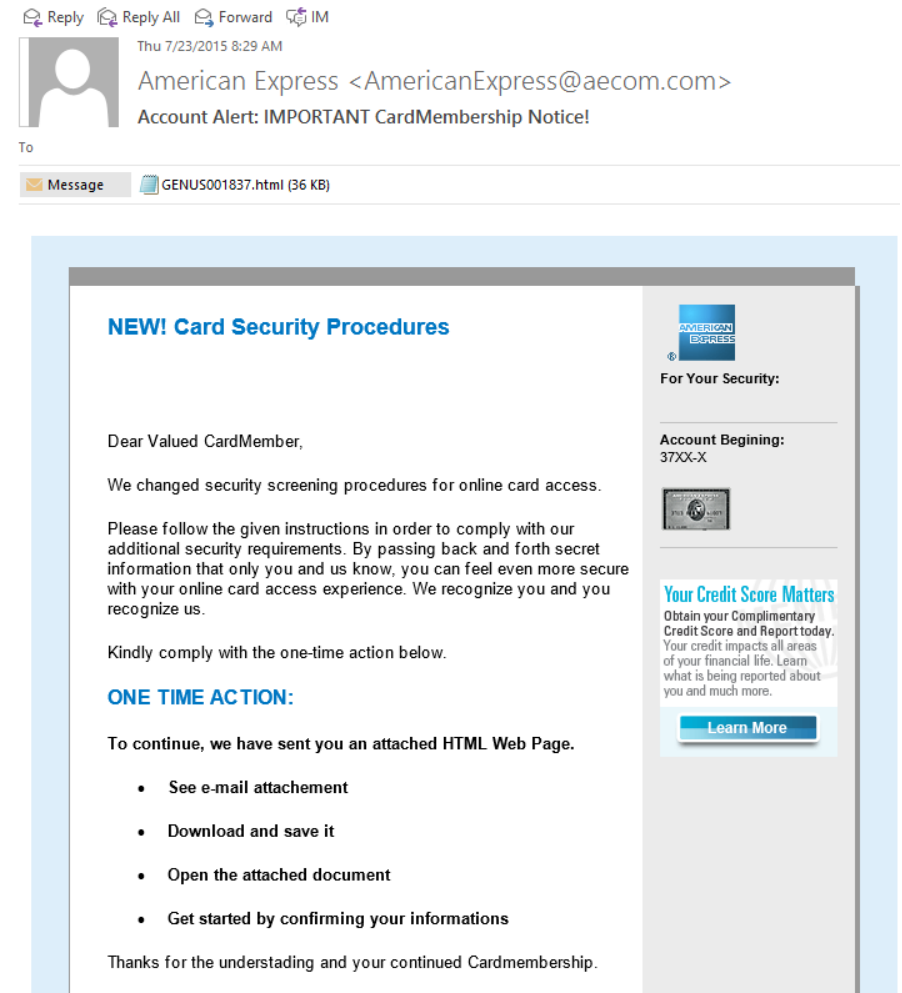 Reply Reply All Forward IM
Thu 7/23/2015 8:29 AM
American Express <AmericanExpress@aecom.com>
Account Alert: IMPORTANT CardMembership Notice!
To
Message GENUS001837.html (36 KB)
NEW! Card Security Procedures
Dear Valued CardMember,
We changed security screening procedures for online card access.
Please follow the given instructions in order to comply with our
additional security requirements. By passing back and forth secret
information that only you and us know, you can feel even more secure
with your online card access experience. We recognize you and you
recognize us.
Kindly comply with the one-time action below.
ONE TIME ACTION:
To continue, we have sent you an attached HTML Web Page.
• See e-mail attachement
• Download and save it
• Open the attached document
• Get started by confirming your informations
Thanks for the understading and your continued Cardmembership.
AMERICAN
EXPRESS
®
For Your Security:
Account Begining:
37XX-X
Your Credit Score Matters
Obtain your Complimentary
Credit Score and Report today.
Your credit impacts all areas
of your financial life. Learn
what is being reported about
you and much more.
Learn More